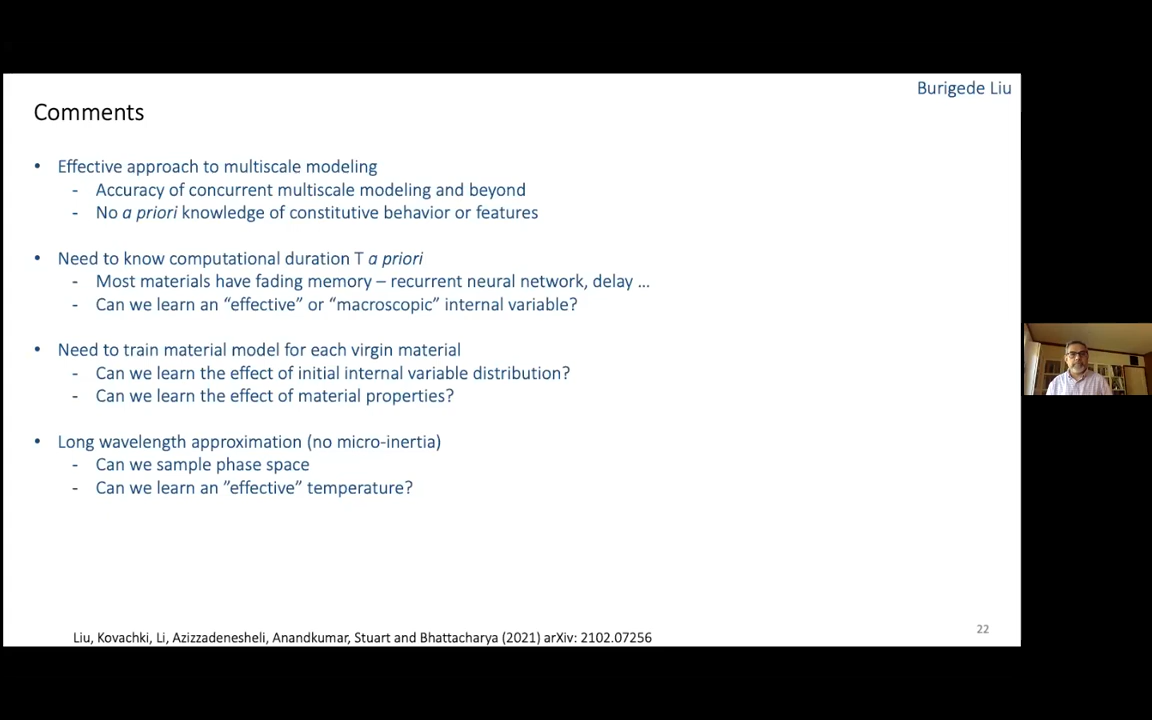 Burigede Liu
Comments
• Effective approach to multiscale modeling
- Accuracy of concurrent multiscale modeling and beyond
- No a priori knowledge of constitutive behavior or features
• Need to know computational duration T a priori
- Most materials have fading memory – recurrent neural network, delay ...
- Can we learn an “effective” or “macroscopic” internal variable?
• Need to train material model for each virgin material
- Can we learn the effect of initial internal variable distribution?
- Can we learn the effect of material properties?
• Long wavelength approximation (no micro-inertia)
- Can we sample phase space
- Can we learn an ”effective” temperature?
Liu, Kovachki, Li, Azizzadenesheli, Anandkumar, Stuart and Bhattacharya (2021) arXiv: 2102.07256
22